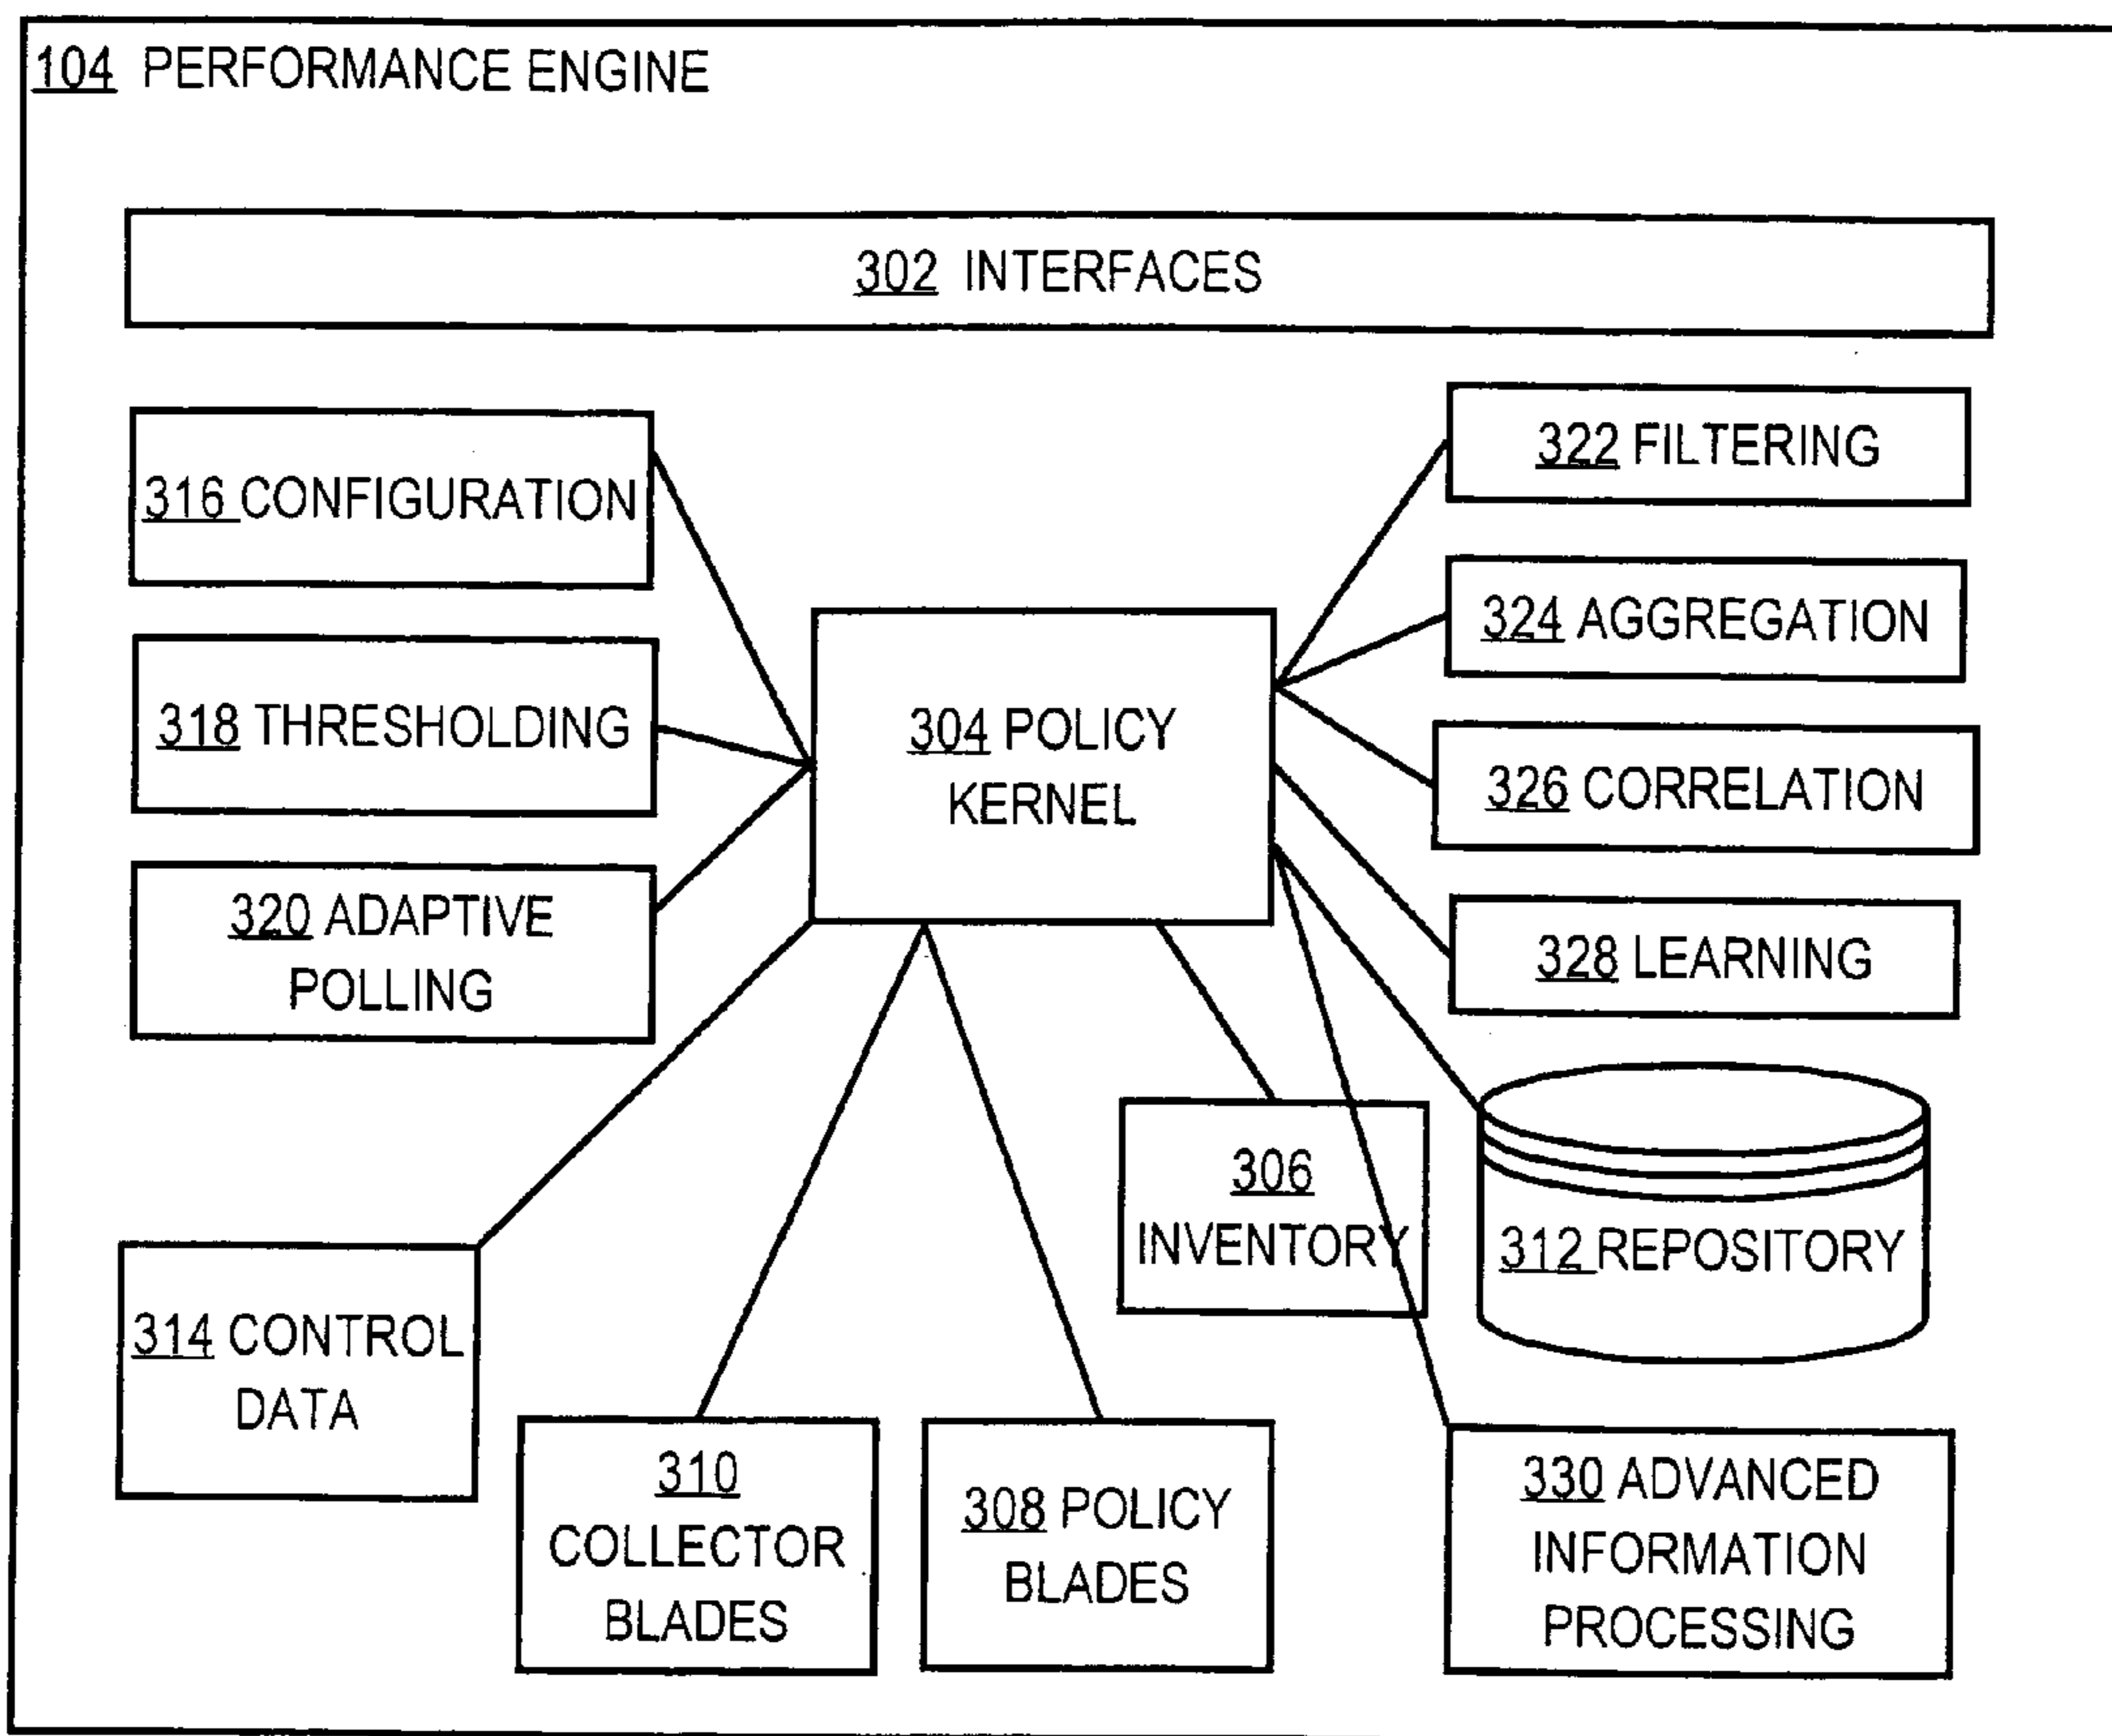 104 PERFORMANCE ENGINE
302 INTERFACES
316 CONFIGURATION
318 THRESHOLDING
320 ADAPTIVE
POLLING
304 POLICY
KERNEL
322 FILTERING
324 AGGREGATION
326 CORRELATION
328 LEARNING
314 CONTROL
DATA
310
COLLECTOR
BLADES
308 POLICY
BLADES
306
INVENTORY
312 REPOSITORY
330 ADVANCED
INFORMATION
PROCESSING